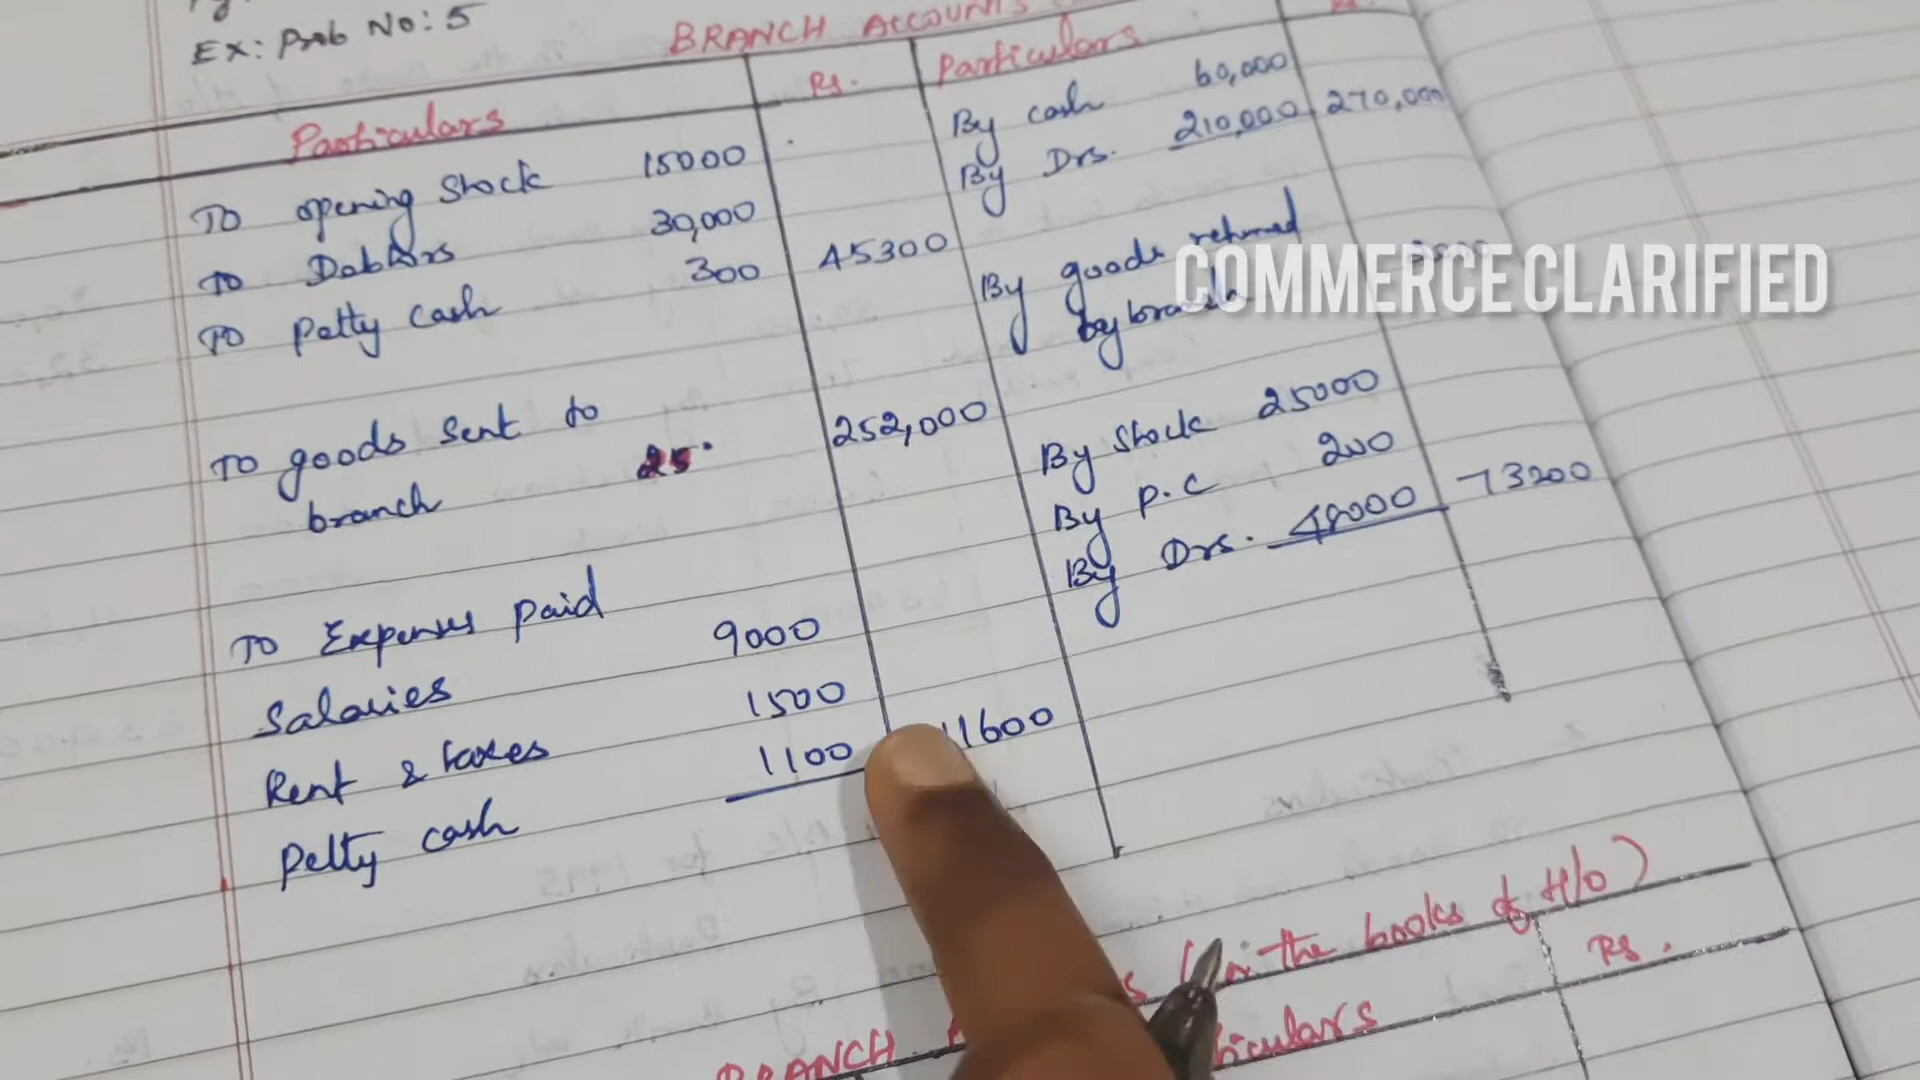 EX: Prob No: 5
BRANCH ACCOUNTS
Particulars Rs. Particulars
To opening Stock 15000
To Debtors 30,000
To Petty cash 300 45300
To goods sent to 252,000
branch 25
To Expenses paid
Salaries 9000
Rent & taxes 1500
Petty cash 1100 11600
By cash 60,000
By Drs. 210,000 270,000
By goods returned
by branch
By Stock 25000
By P.C 200
By Drs. 48000 73200
COMMERCE CLARIFIED
BRANCH (in the books of H/o)
Rs.